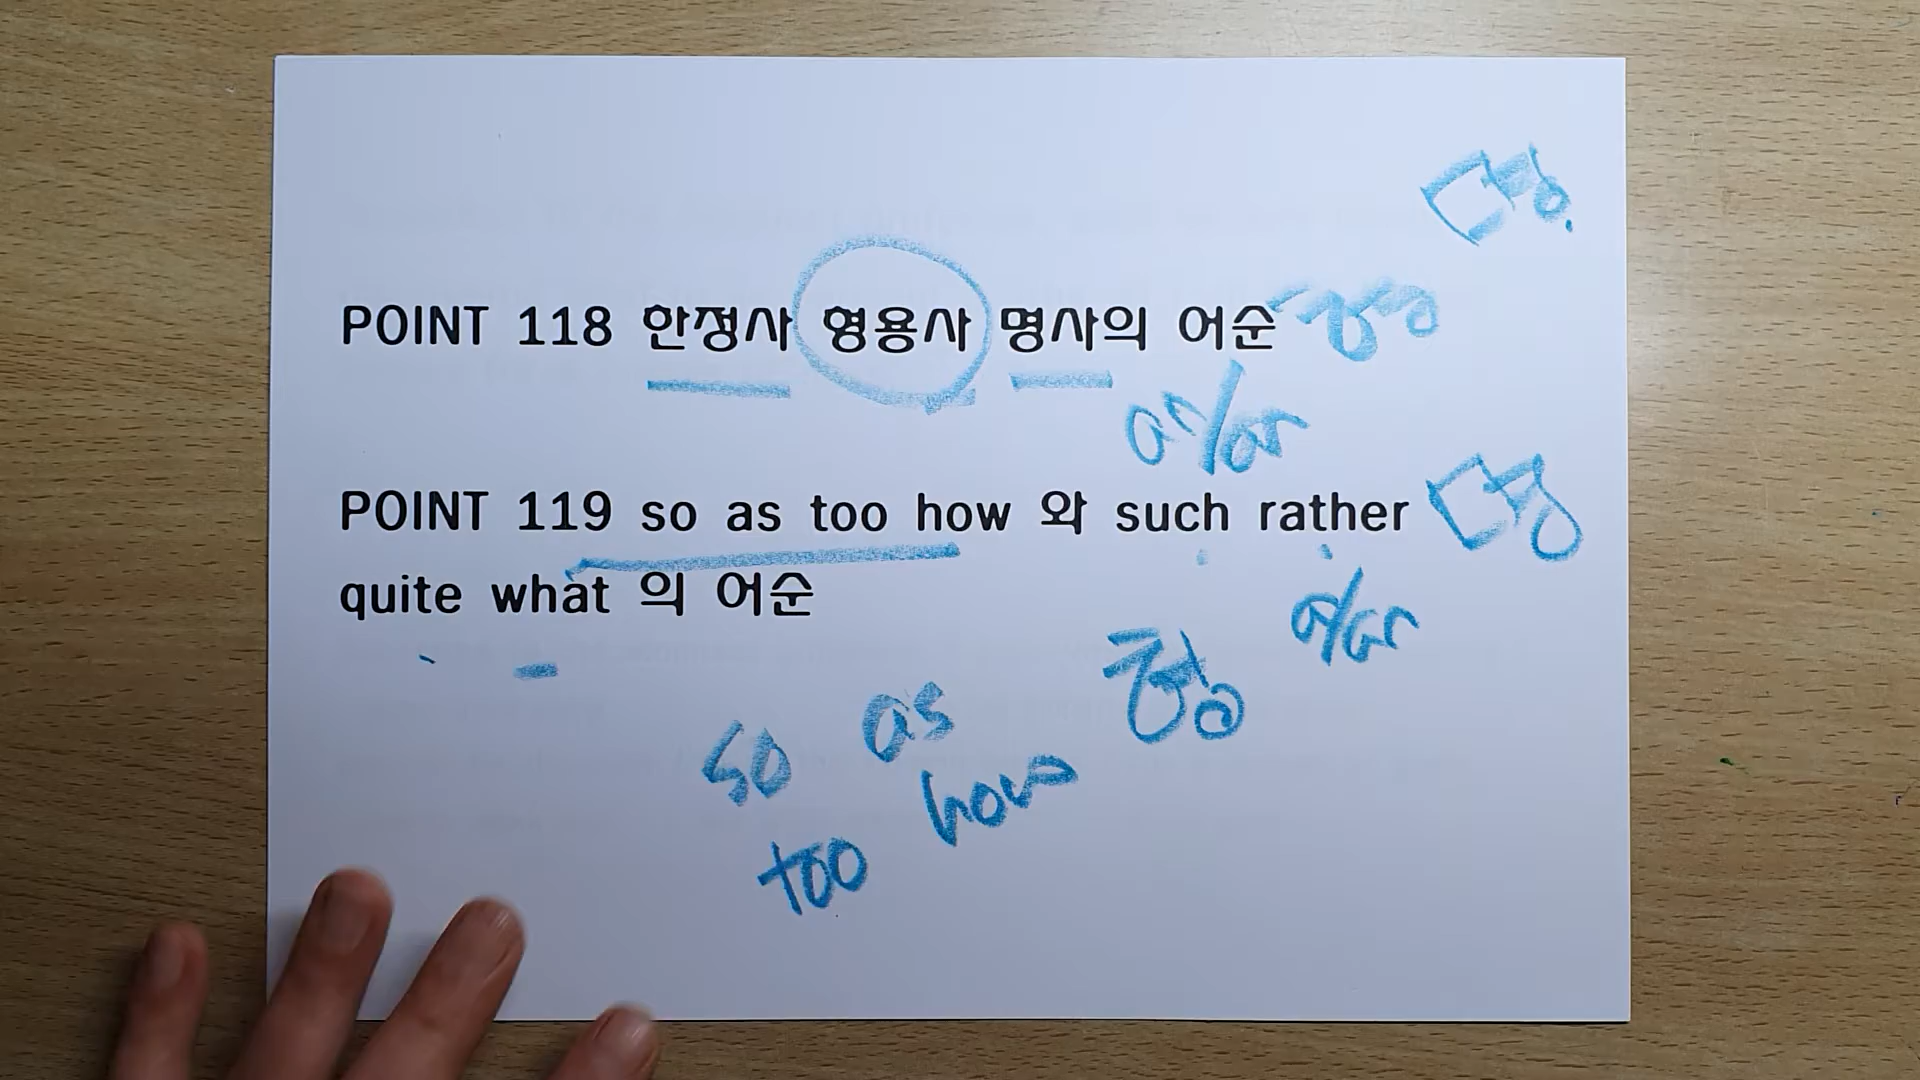 명.
POINT 118 한정사 형용사 명사의 어순 형
a/an
POINT 119 so as too how 와 such rather 명
quite what 의 어순
a/an
형
so as
how
too